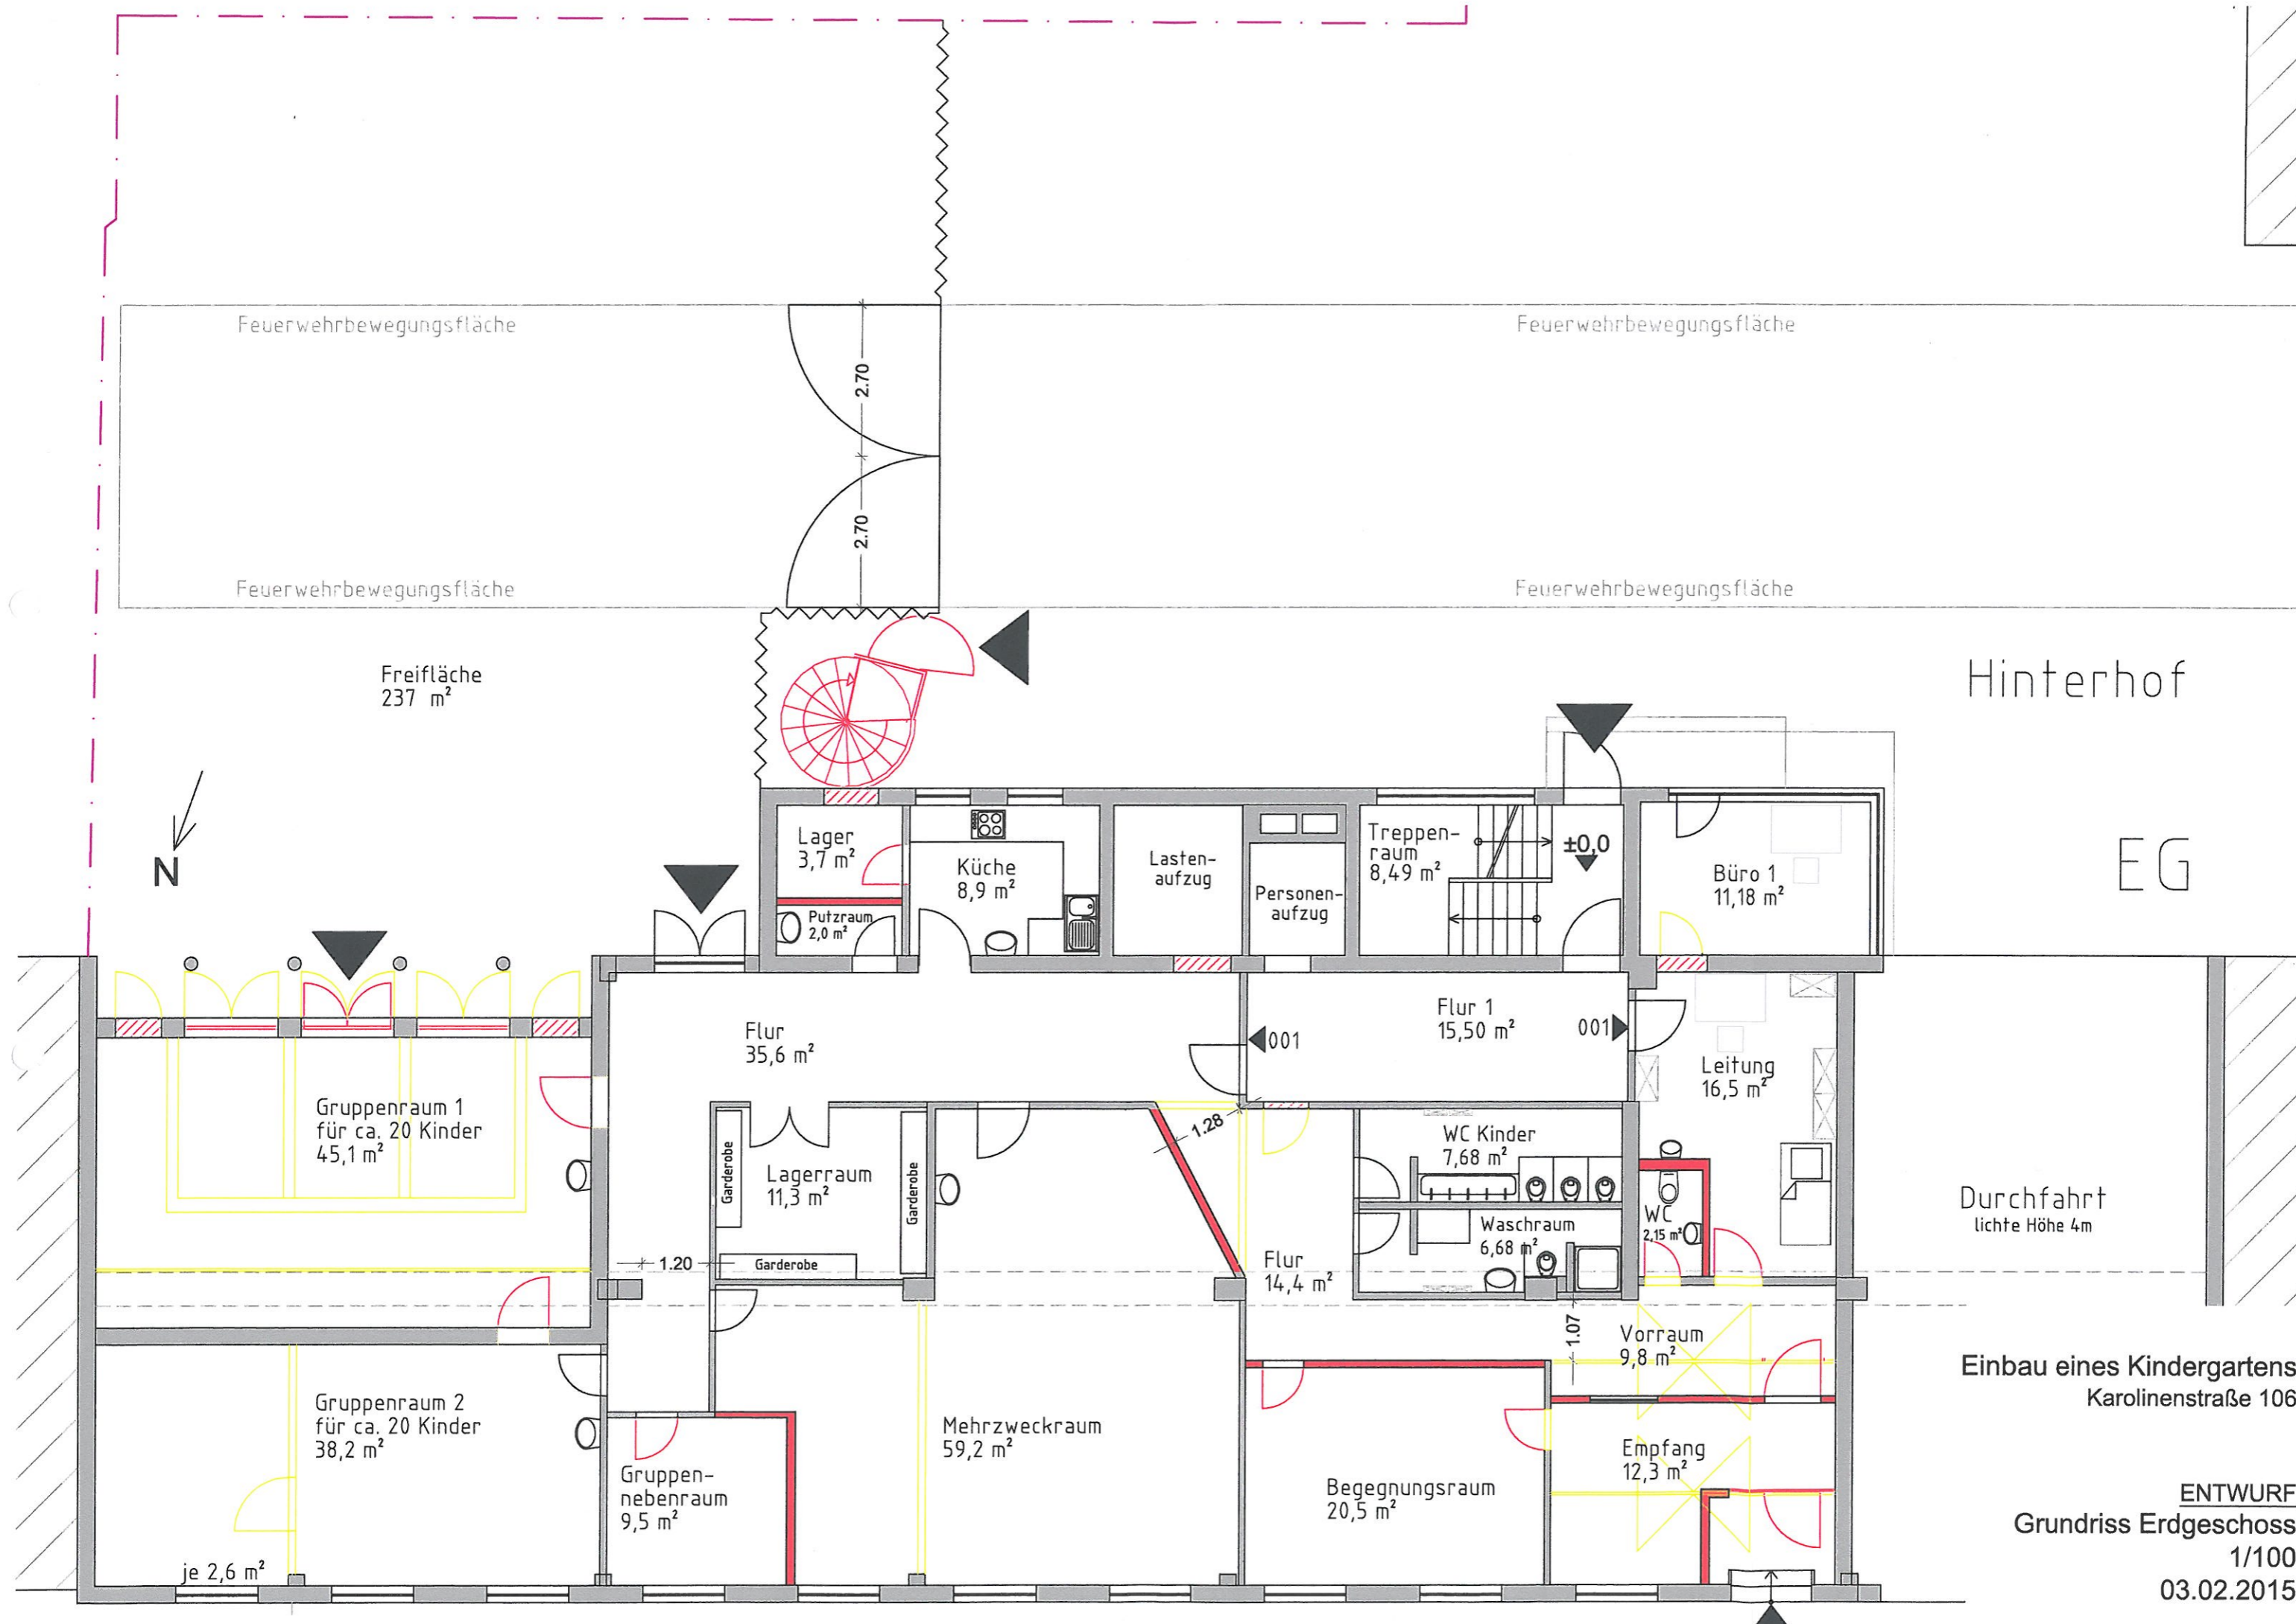 Feuerwehrbewegungsfläche
Feuerwehrbewegungsfläche
2.70
2.70
Feuerwehrbewegungsfläche
Feuerwehrbewegungsfläche
Freifläche
237 m²
Hinterhof
N
EG
Lager
3,7 m²
Putzraum
2,0 m²
Küche
8,9 m²
Lasten-
aufzug
Personen-
aufzug
Treppen-
raum
8,49 m²
±0,0
Büro 1
11,18 m²
Flur
35,6 m²
001
Flur 1
15,50 m²
001
Leitung
16,5 m²
Gruppenraum 1
für ca. 20 Kinder
45,1 m²
Garderobe
Lagerraum
11,3 m²
Garderobe
Garderobe
1.20
1.28
WC Kinder
7,68 m²
Waschraum
6,68 m²
WC
2,15 m²
Flur
14,4 m²
Durchfahrt
lichte Höhe 4m
1.07
Vorraum
9,8 m²
Gruppenraum 2
für ca. 20 Kinder
38,2 m²
je 2,6 m²
Gruppen-
nebenraum
9,5 m²
Mehrzweckraum
59,2 m²
Begegnungsraum
20,5 m²
Empfang
12,3 m²
Einbau eines Kindergartens
Karolinenstraße 106
ENTWURF
Grundriss Erdgeschoss
1/100
03.02.2015